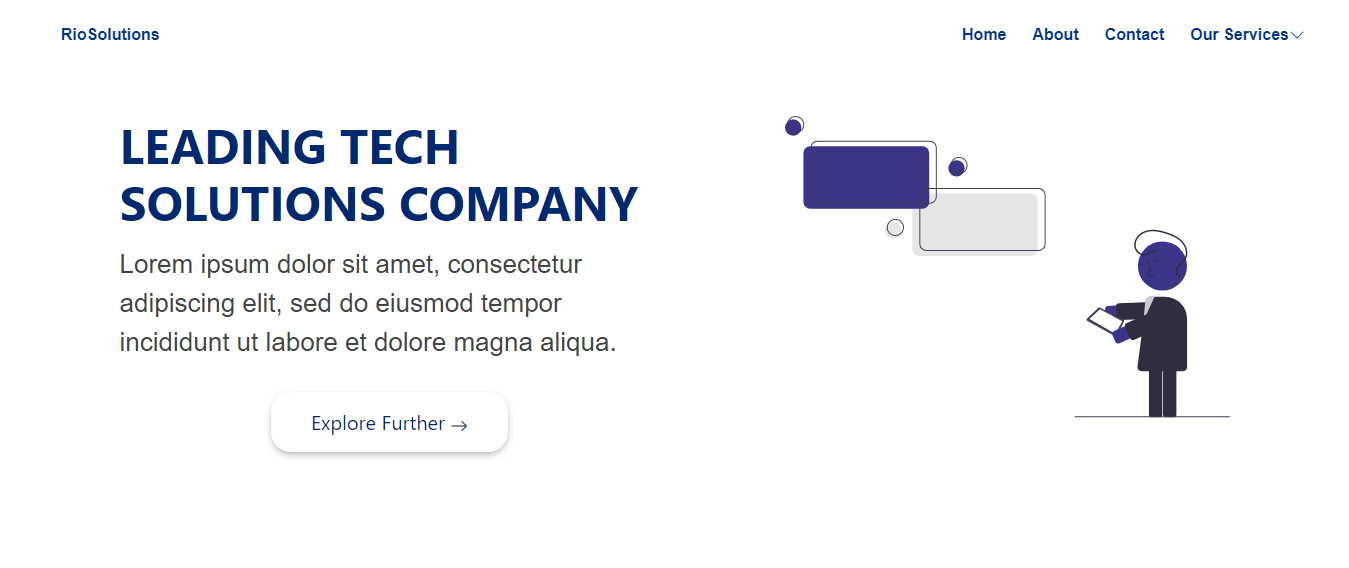 RioSolutions
Home About Contact Our Services
LEADING TECH
SOLUTIONS COMPANY
Lorem ipsum dolor sit amet, consectetur
adipiscing elit, sed do eiusmod tempor
incididunt ut labore et dolore magna aliqua.
Explore Further →